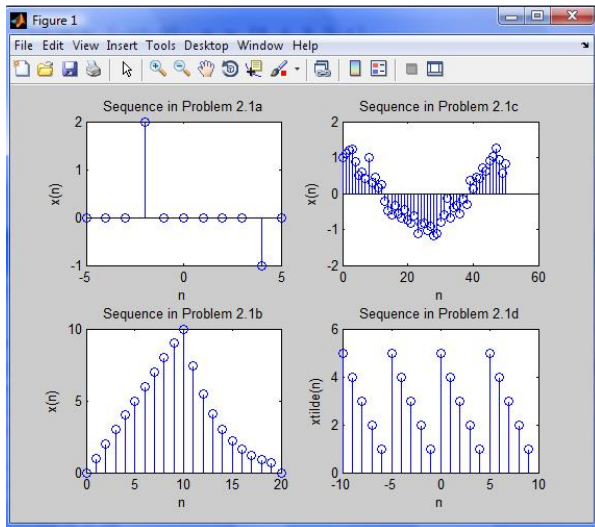 Figure 1
File Edit View Insert Tools Desktop Window Help
Sequence in Problem 2.1a
2
1
0
-1
-5 0 5
x(n)
n
Sequence in Problem 2.1c
2
1
0
-1
-2
0 20 40 60
x(n)
n
Sequence in Problem 2.1b
10
5
0
0 5 10 15 20
x(n)
n
Sequence in Problem 2.1d
6
4
2
0
-10 -5 0 5 10
xtilde(n)
n